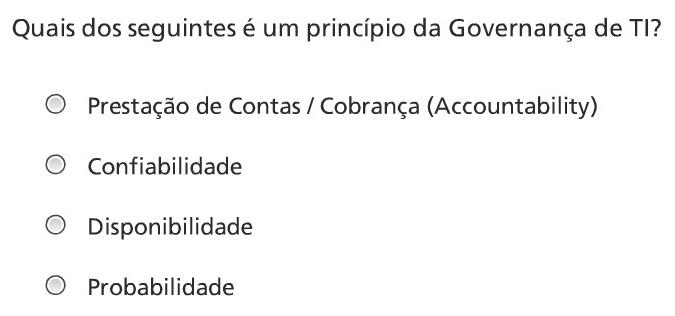 Quais dos seguintes é um princípio da Governança de TI?
Prestação de Contas / Cobrança (Accountability)
Confiabilidade
Disponibilidade
Probabilidade